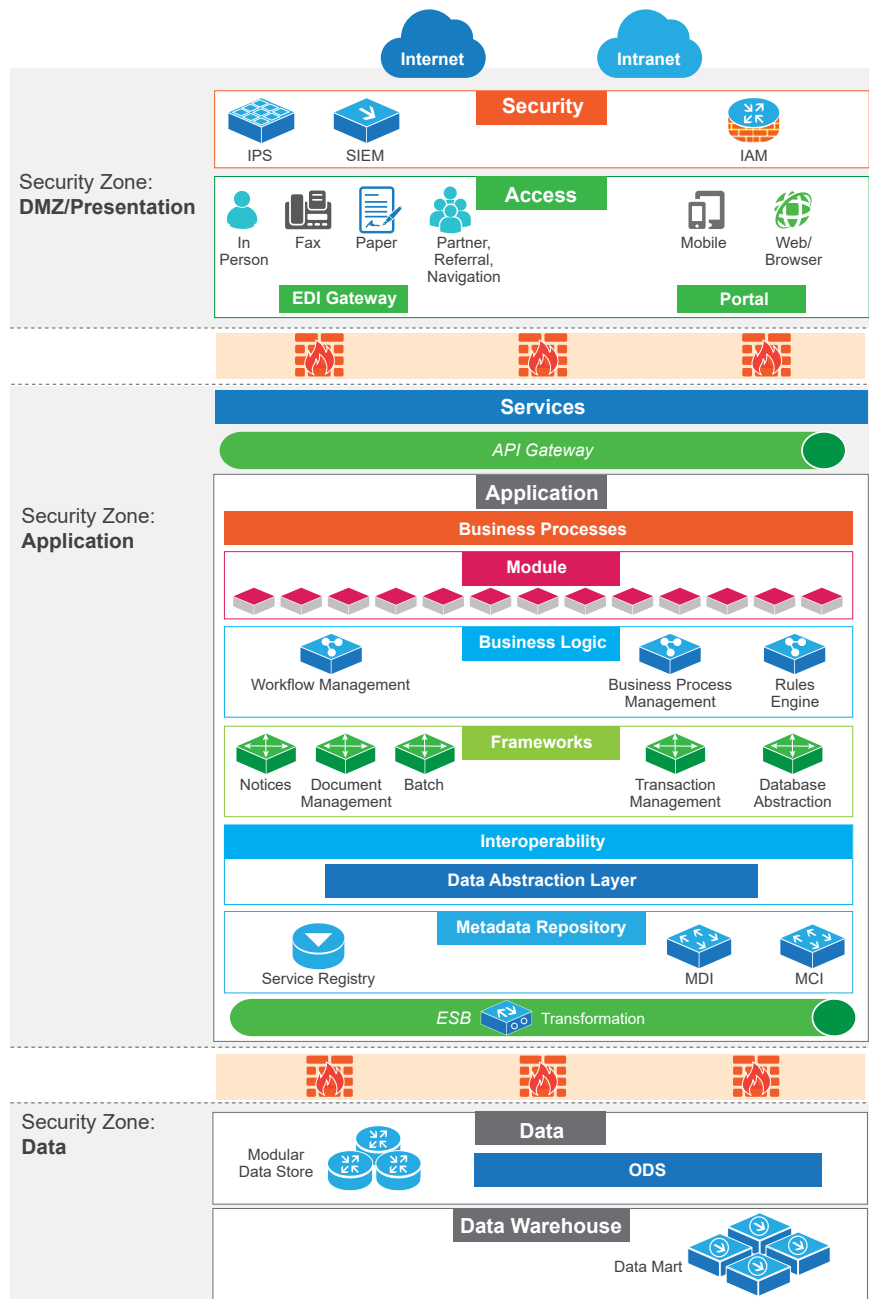 Internet
Intranet
Security
IPS
SIEM
IAM
Security Zone:
DMZ/Presentation
Access
In
Person
Fax
Paper
Partner,
Referral,
Navigation
Mobile
Web/
Browser
EDI Gateway
Portal
Services
API Gateway
Security Zone:
Application
Application
Business Processes
Module
Business Logic
Workflow Management
Business Process
Management
Rules
Engine
Frameworks
Notices
Document
Management
Batch
Transaction
Management
Database
Abstraction
Interoperability
Data Abstraction Layer
Metadata Repository
Service Registry
MDI
MCI
ESB
Transformation
Security Zone:
Data
Data
Modular
Data Store
ODS
Data Warehouse
Data Mart